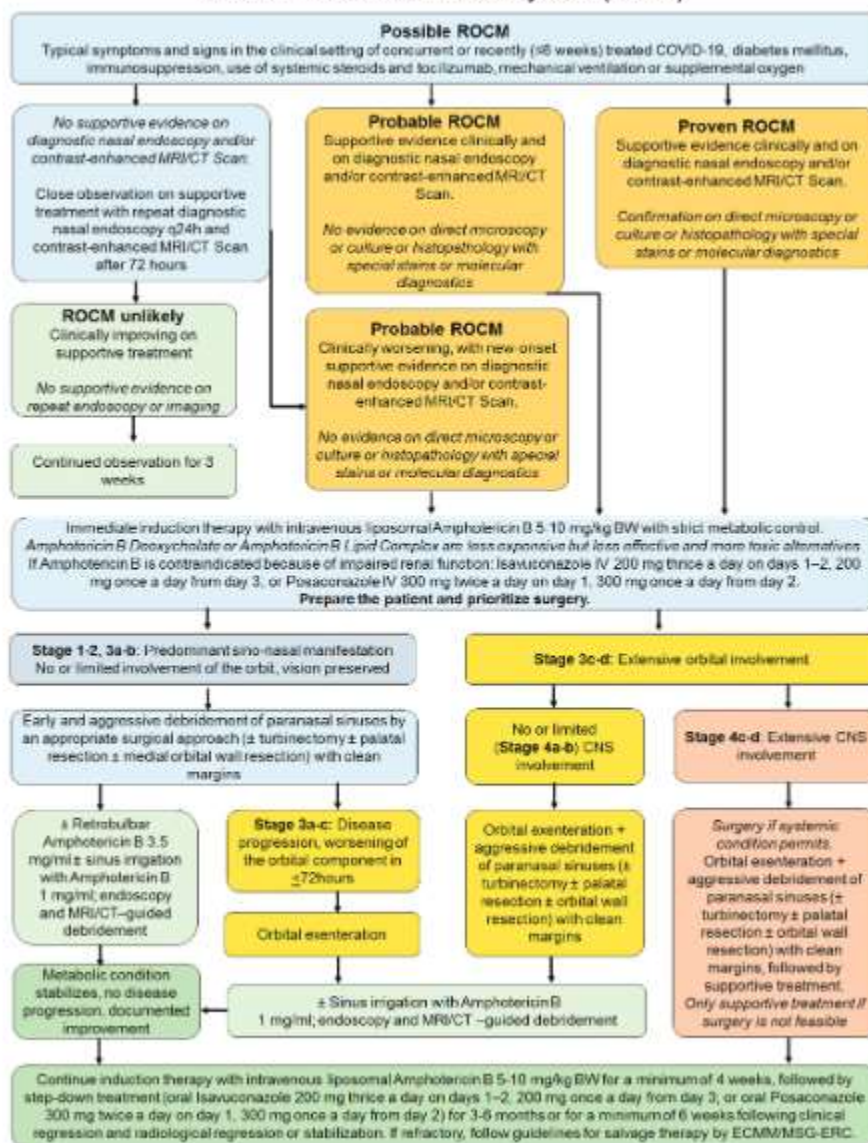 Possible ROCM
Typical symptoms and signs in the clinical setting of concurrent or recently (≤6 weeks) treated COVID-19, diabetes mellitus,
immunosuppression, use of systemic steroids and tocilizumab, mechanical ventilation or supplemental oxygen
No supportive evidence on
diagnostic nasal endoscopy and/or
contrast-enhanced MRI/CT Scan.
Close observation on supportive
treatment with repeat diagnostic
nasal endoscopy q24h and
contrast-enhanced MRI/CT Scan
after 72 hours
Probable ROCM
Supportive evidence clinically and
on diagnostic nasal endoscopy
and/or contrast-enhanced MRI/CT
Scan.
No evidence on direct microscopy
or culture or histopathology with
special stains or molecular
diagnostics
Proven ROCM
Supportive evidence clinically and on
diagnostic nasal endoscopy and/or
contrast-enhanced MRI/CT Scan.
Confirmation on direct microscopy or
culture or histopathology with special
stains or molecular diagnostics
ROCM unlikely
Clinically improving on
supportive treatment
No supportive evidence on
repeat endoscopy or imaging
Probable ROCM
Clinically worsening, with new-onset
supportive evidence on diagnostic
nasal endoscopy and/or contrast-
enhanced MRI/CT Scan.
No evidence on direct microscopy or
culture or histopathology with special
stains or molecular diagnostics
Continued observation for 3
weeks
Immediate induction therapy with intravenous liposomal Amphotericin B 5-10 mg/kg BW with strict metabolic control.
Amphotericin B Deoxycholate or Amphotericin B Lipid Complex are less expensive but less effective and more toxic alternatives.
If Amphotericin B is contraindicated because of impaired renal function: Isavuconazole IV 200 mg thrice a day on days 1–2, 200
mg once a day from day 3, or Posaconazole IV 300 mg twice a day on day 1, 300 mg once a day from day 2.
Prepare the patient and prioritize surgery.
Stage 1-2, 3a-b: Predominant sino-nasal manifestation
No or limited involvement of the orbit, vision preserved
Stage 3c-d: Extensive orbital involvement
Early and aggressive debridement of paranasal sinuses by
an appropriate surgical approach (± turbinectomy ± palatal
resection ± medial orbital wall resection) with clean
margins
No or limited
(Stage 4a-b) CNS
involvement
Stage 4c-d: Extensive CNS
involvement
± Retrobulbar
Amphotericin B 3.5
mg/ml ± sinus irrigation
with Amphotericin B
1 mg/ml; endoscopy
and MRI/CT–guided
debridement
Stage 3a-c: Disease
progression, worsening
of the orbital component
in
≤72hours
Orbital exenteration +
aggressive debridement
of paranasal sinuses (±
turbinectomy ± palatal
resection ± orbital wall
resection) with clean
margins
Surgery if systemic
condition permits.
Orbital exenteration +
aggressive debridement
of paranasal sinuses (±
turbinectomy ± palatal
resection ± orbital wall
resection) with clean
margins, followed by
supportive treatment.
Only supportive treatment if
surgery is not feasible
Orbital exenteration
Metabolic condition
stabilizes, no disease
progression, documented
improvement
± Sinus irrigation with Amphotericin B
1 mg/ml; endoscopy and MRI/CT –guided debridement
Continue induction therapy with intravenous liposomal Amphotericin B 5-10 mg/kg BW for a minimum of 4 weeks, followed by
step-down treatment (oral Isavuconazole 200 mg thrice a day on days 1–2, 200 mg once a day from day 3, or oral Posaconazole
300 mg twice a day on day 1, 300 mg once a day from day 2) for 3-6 months or for a minimum of 6 weeks following clinical
regression and radiological regression or stabilization. If refractory, follow guidelines for salvage therapy by ECMM/MSG-ERC.